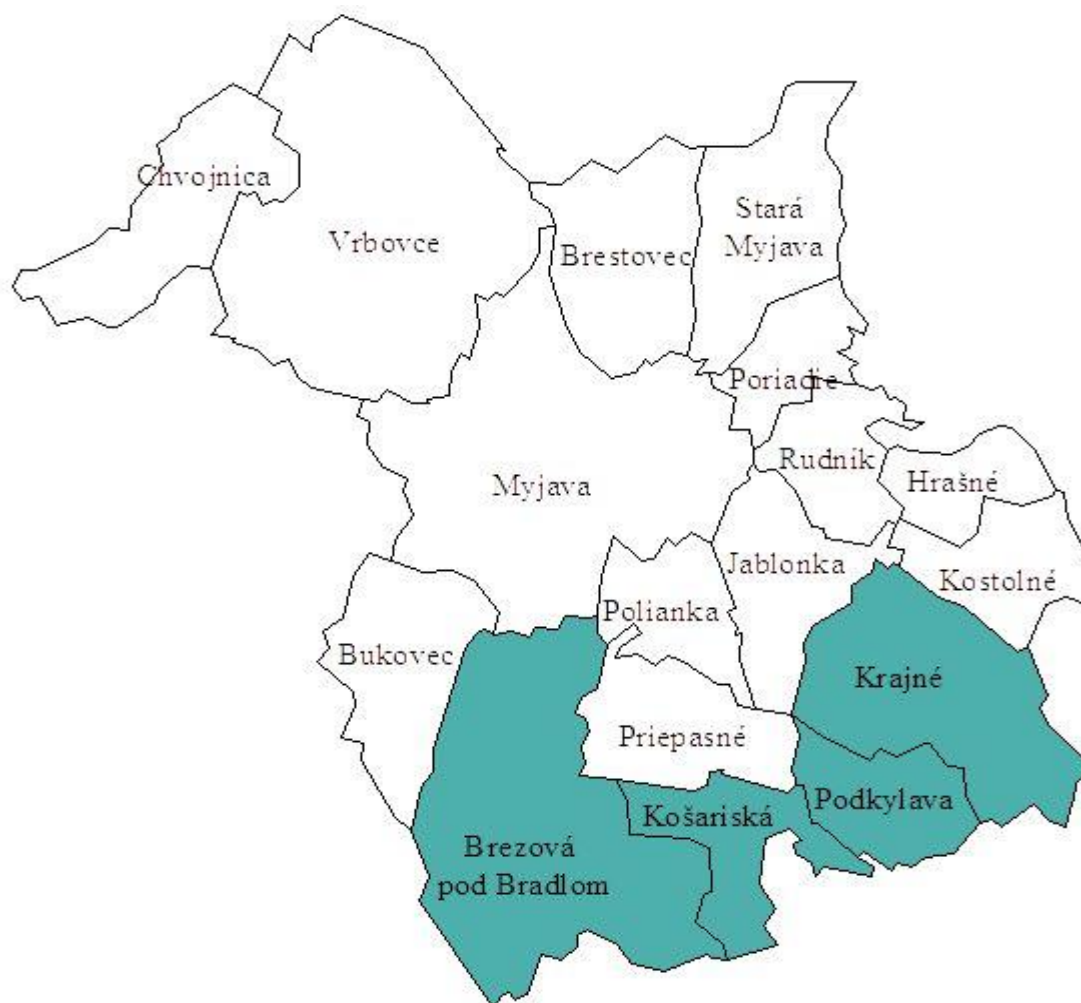 Chvojnica
Vrbovce
Brestovec
Stará
Myjava
Poriadie
Rudník
Hrašné
Myjava
Jablonka
Kostolné
Polianka
Bukovec
Krajné
Priepasné
Podkylava
Košariská
Brezová
pod Bradlom